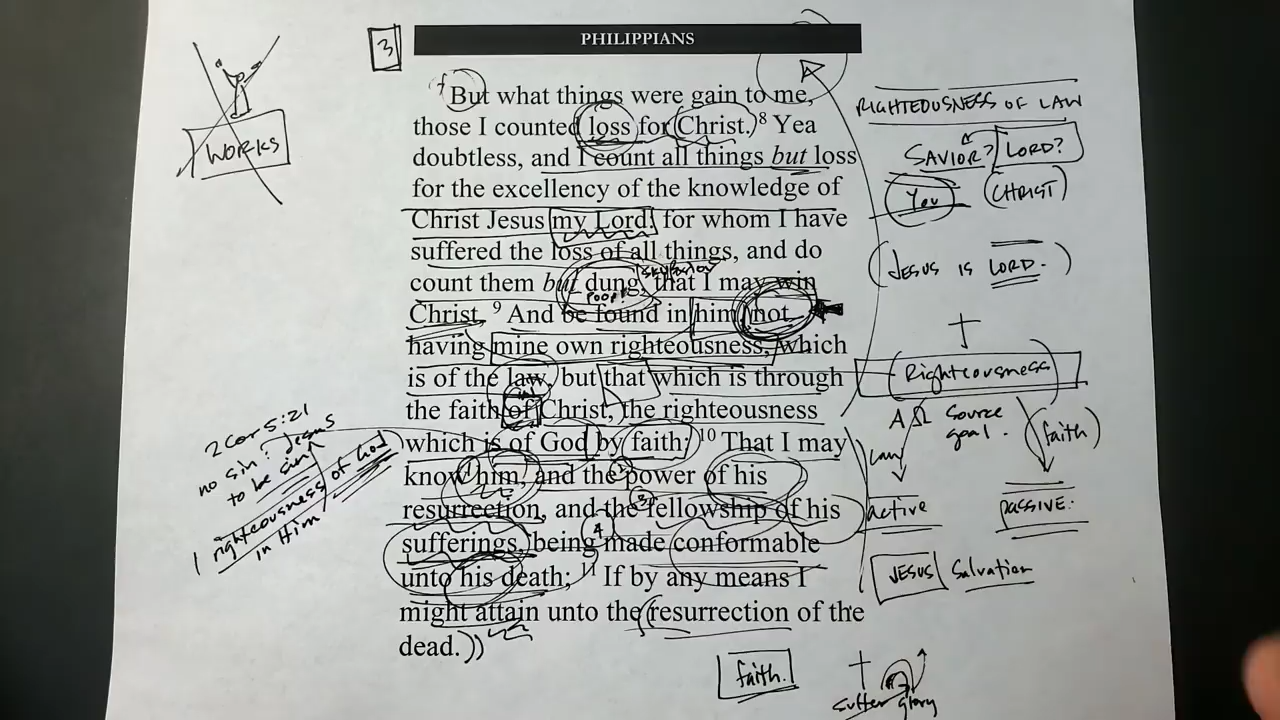 3
PHILIPPIANS
7 But what things were gain to me,
those I counted loss for Christ. 8 Yea
doubtless, and I count all things but loss
for the excellency of the knowledge of
Christ Jesus my Lord: for whom I have
suffered the loss of all things, and do
count them but dung, that I may win
Christ, 9 And be found in him, not
having mine own righteousness, which
is of the law, but that which is through
the faith of Christ, the righteousness
which is of God by faith: 10 That I may
know him, and the power of his
resurrection, and the fellowship of his
sufferings, being made conformable
unto his death; 11 If by any means I
might attain unto the resurrection of the
dead.))
WORKS
poop!
1
2
3
4
2 Cor 5:21
no sin? Jesus
to be sin
righteousness of God
in Him
RIGHTEOUSNESS OF LAW
SAVIOR? LORD?
You (CHRIST)
(JESUS IS LORD.)
(Righteousness)
ΑΩ source
goal.
(faith)
Law
active
PASSIVE:
JESUS Salvation
faith.
suffer glory